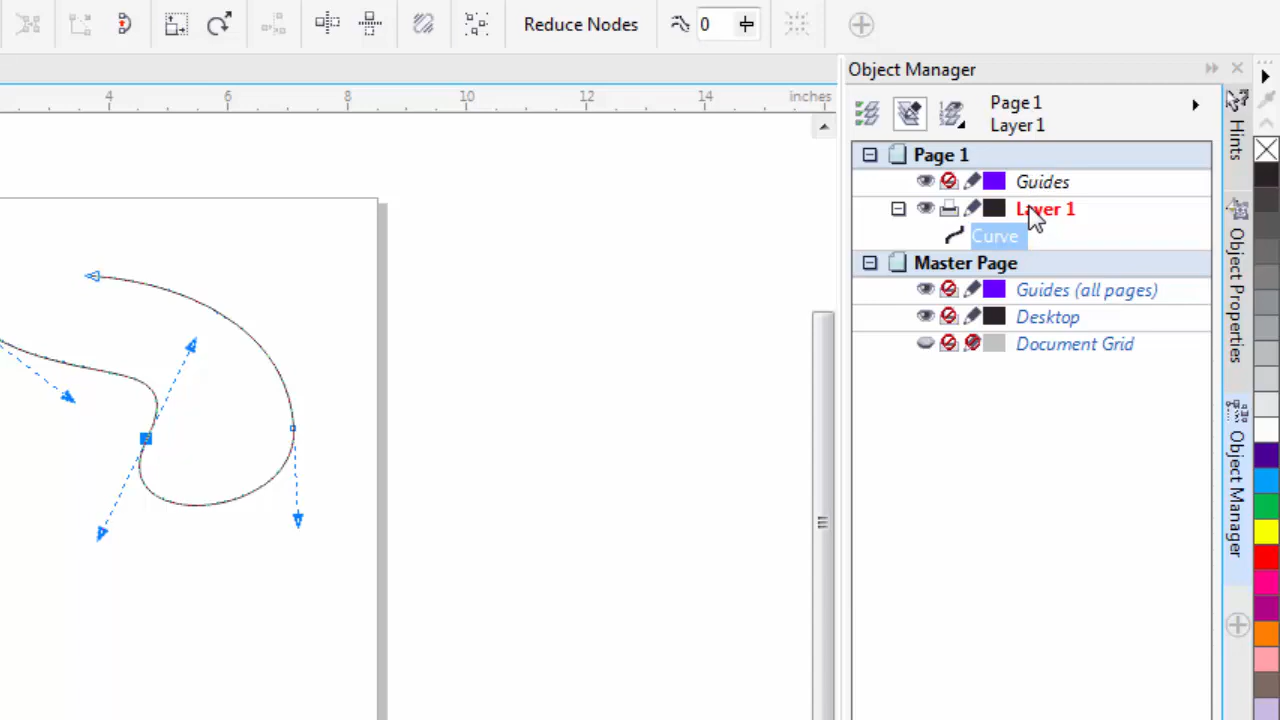 Reduce Nodes
0
Object Manager
4
6
8
10
12
14
inches
Page 1
Layer 1
Page 1
Guides
Layer 1
Curve
Master Page
Guides (all pages)
Desktop
Document Grid
Hints
Object Properties
Object Manager